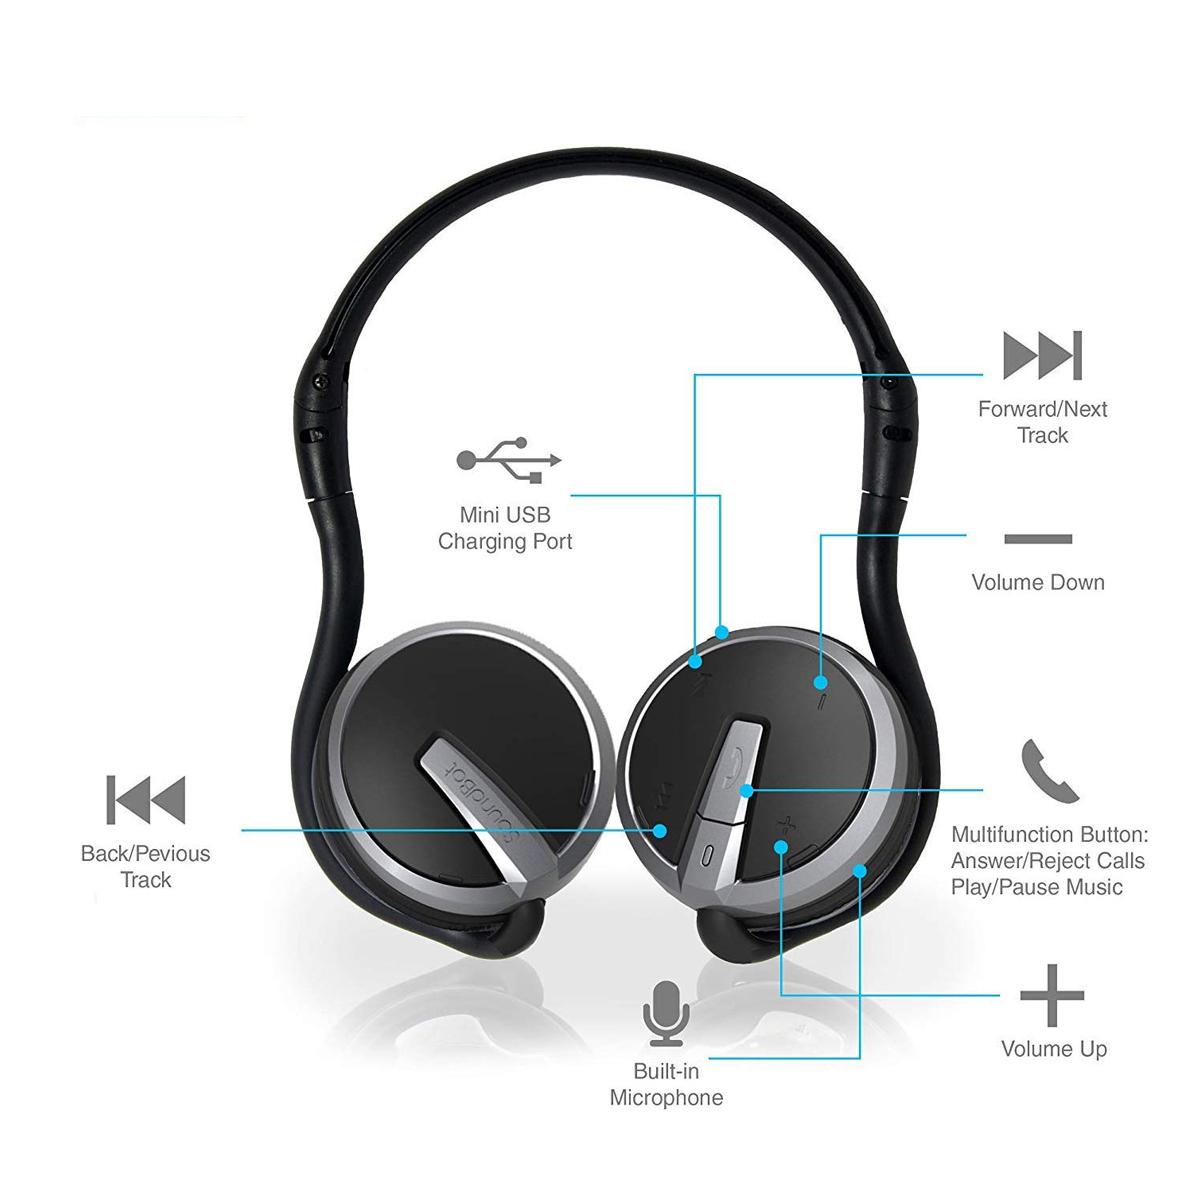 Forward/Next
Track
Mini USB
Charging Port
Volume Down
SoundBot
Back/Pevious
Track
Multifunction Button:
Answer/Reject Calls
Play/Pause Music
Volume Up
Built-in
Microphone